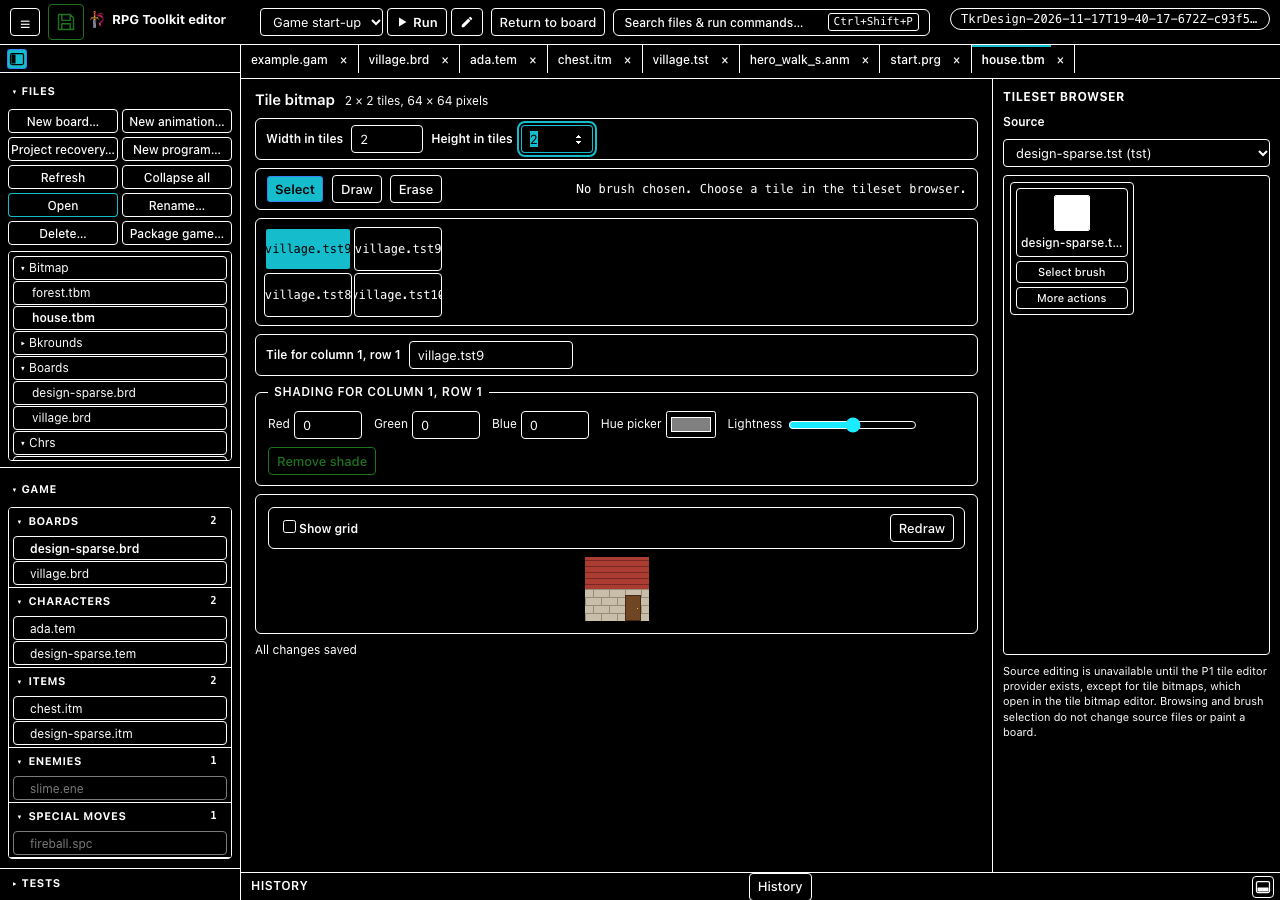 RPG Toolkit editor
Game start-up
Run
Return to board
Search files & run commands...
Ctrl+Shift+P
TkrDesign-2026-11-17T19-40-17-672Z-c93f5…
example.gam ×
village.brd ×
ada.tem ×
chest.itm ×
village.tst ×
hero_walk_s.anm ×
start.prg ×
house.tbm ×
FILES
New board...
New animation...
Project recovery...
New program...
Refresh
Collapse all
Open
Rename...
Delete...
Package game...
Bitmap
forest.tbm
house.tbm
Bkrounds
Boards
design-sparse.brd
village.brd
Chrs
GAME
BOARDS 2
design-sparse.brd
village.brd
CHARACTERS 2
ada.tem
design-sparse.tem
ITEMS 2
chest.itm
design-sparse.itm
ENEMIES 1
slime.ene
SPECIAL MOVES 1
fireball.spc
TESTS
Tile bitmap 2 × 2 tiles, 64 × 64 pixels
Width in tiles 2 Height in tiles 2
Select Draw Erase No brush chosen. Choose a tile in the tileset browser.
village.tst9 village.tst9
village.tst8 village.tst10
Tile for column 1, row 1 village.tst9
SHADING FOR COLUMN 1, ROW 1
Red 0 Green 0 Blue 0 Hue picker Lightness
Remove shade
Show grid Redraw
All changes saved
TILESET BROWSER
Source
design-sparse.tst (tst)
design-sparse.t…
Select brush
More actions
Source editing is unavailable until the P1 tile editor
provider exists, except for tile bitmaps, which
open in the tile bitmap editor. Browsing and brush
selection do not change source files or paint a
board.
HISTORY
History